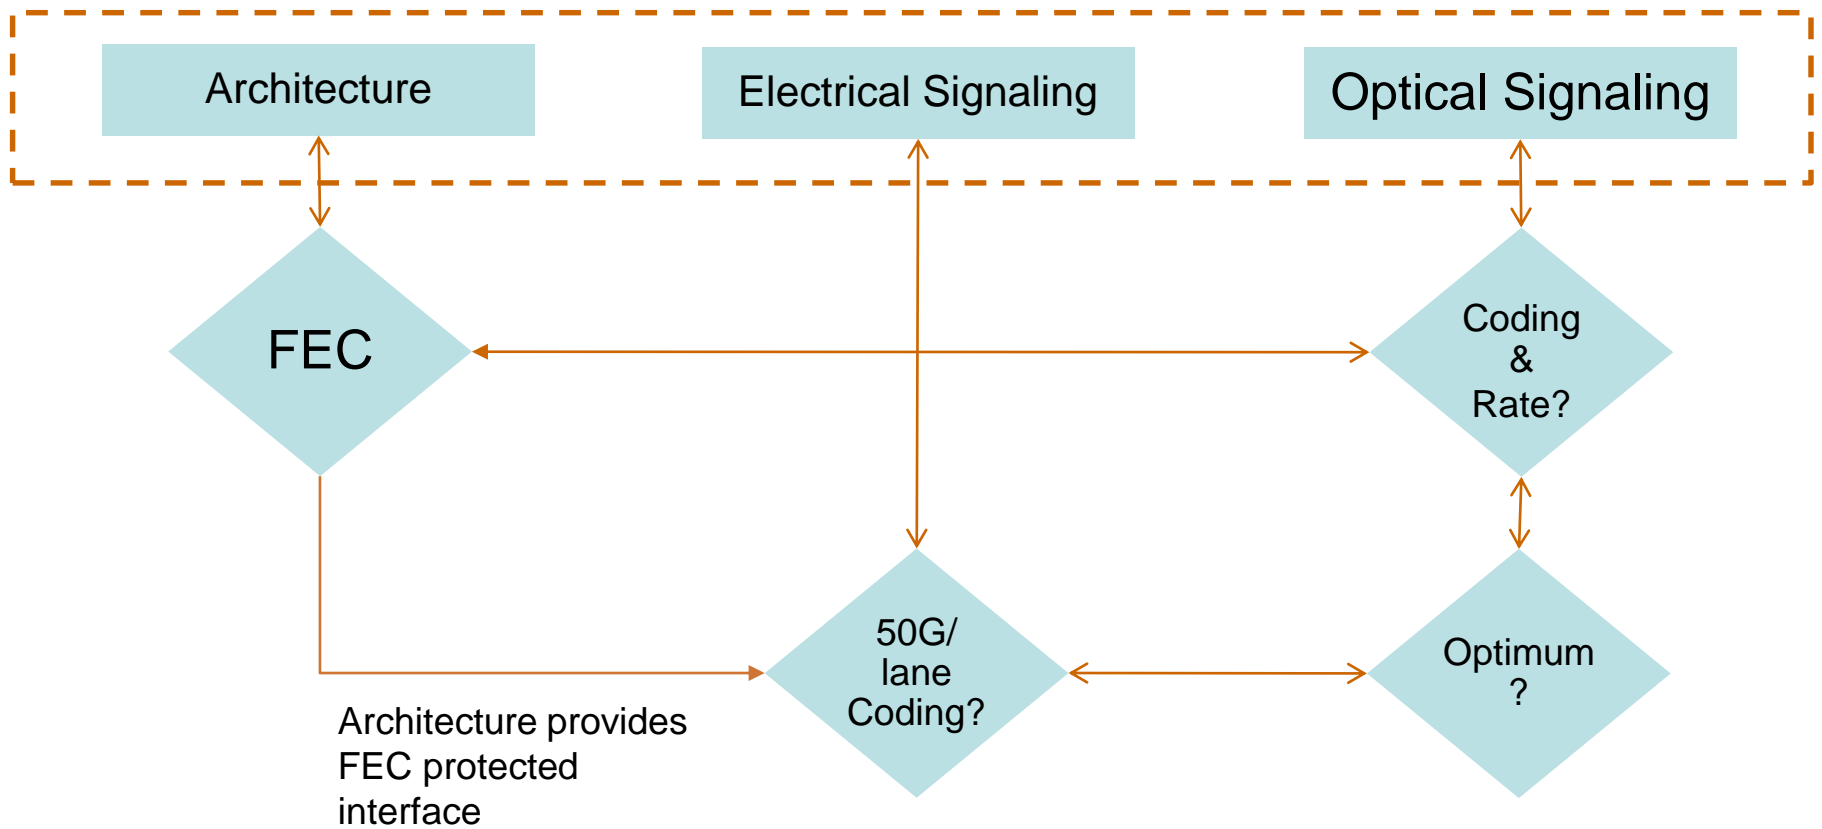 Architecture
Electrical Signaling
Optical Signaling
FEC
Coding
&
Rate?
50G/
lane
Coding?
Optimum
?
Architecture provides
FEC protected
interface